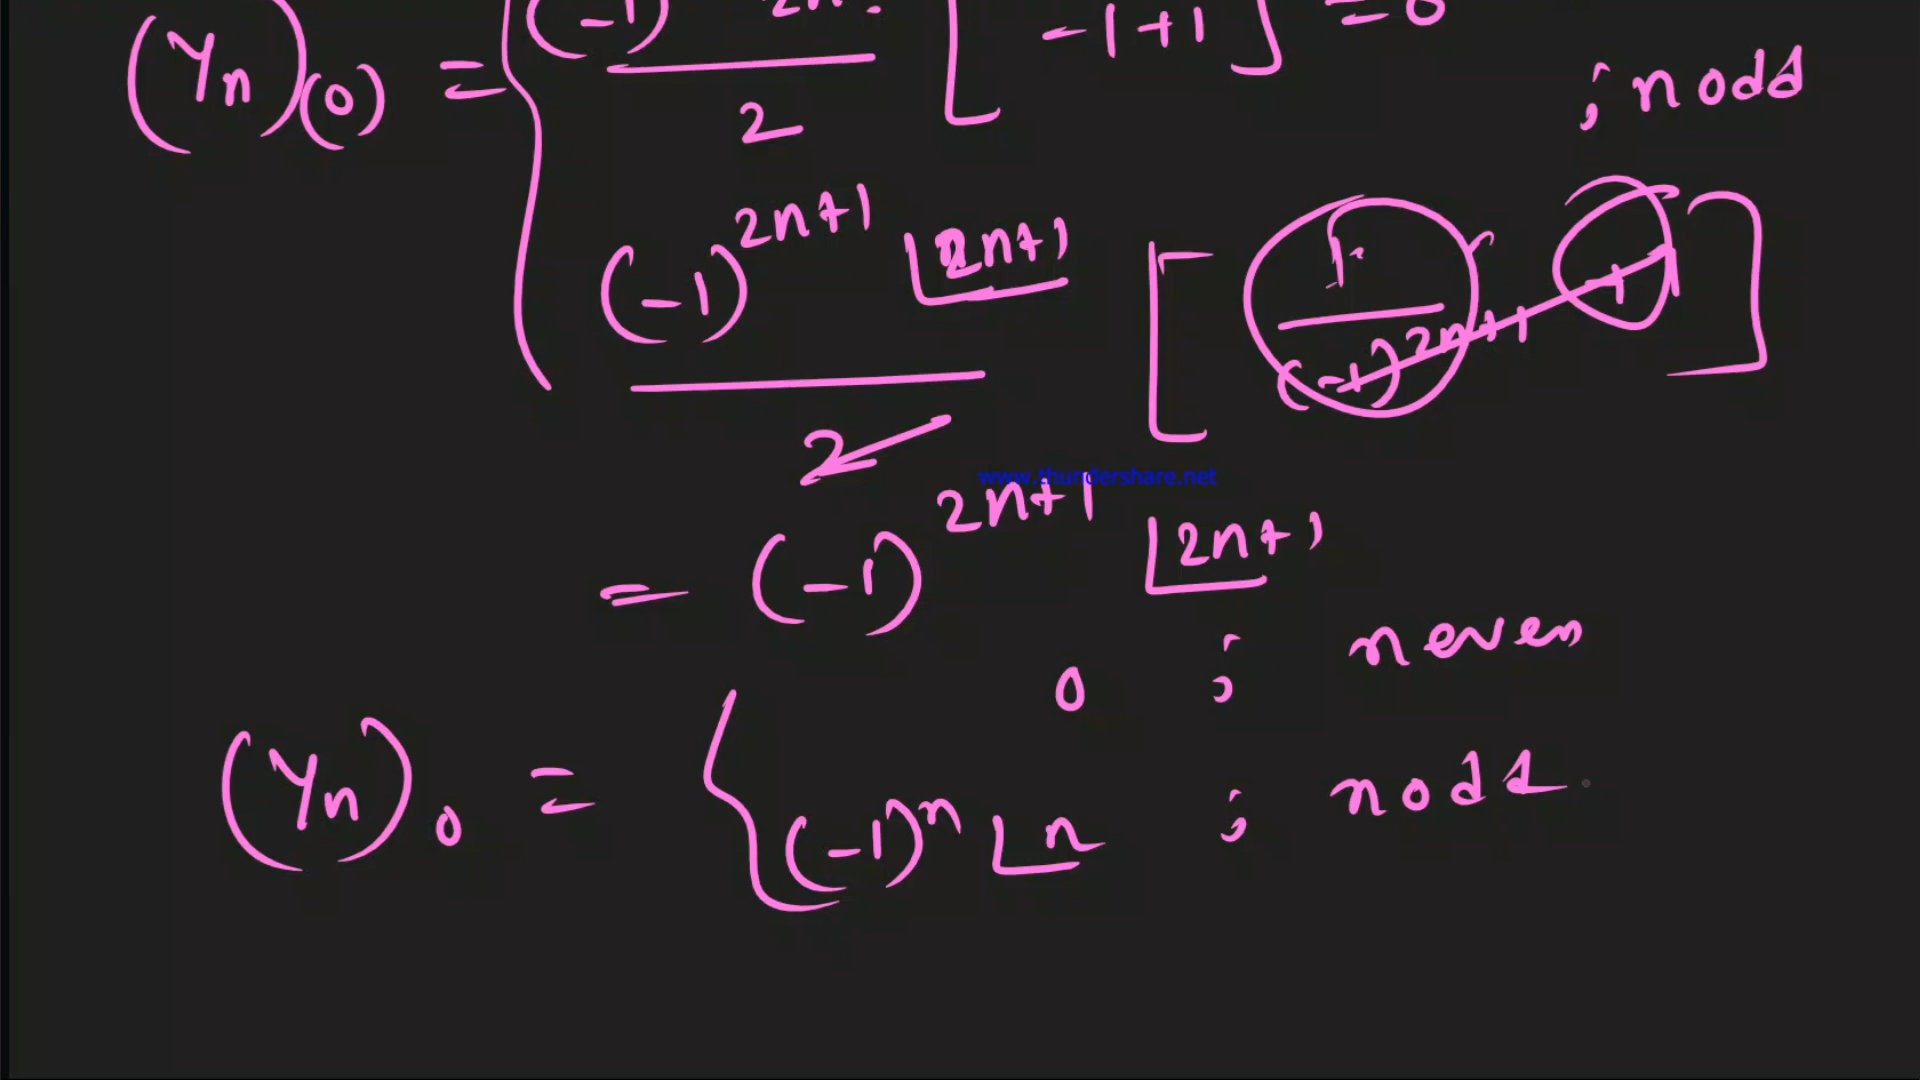 (Yn)(0) = { (-1) 2n! / 2 [ -1+1 ] = 0
; n odd
(-1)^2n+1 ⌊2n+1 / 2 [ 1 / (-1)^2n+1 + 1 ]
www.thundershare.net
= (-1)^2n+1 ⌊2n+1
(Yn)0 = { 0 ; n even
(-1)^n ⌊n ; n odd